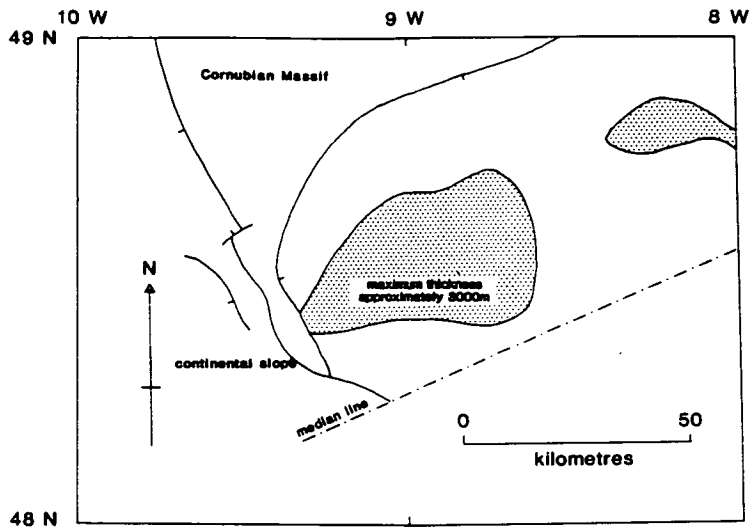 10 W
9 W
8 W
49 N
Cornubian Massif
N
maximum thickness
approximately 3000m
continental slope
median line
0
50
kilometres
48 N